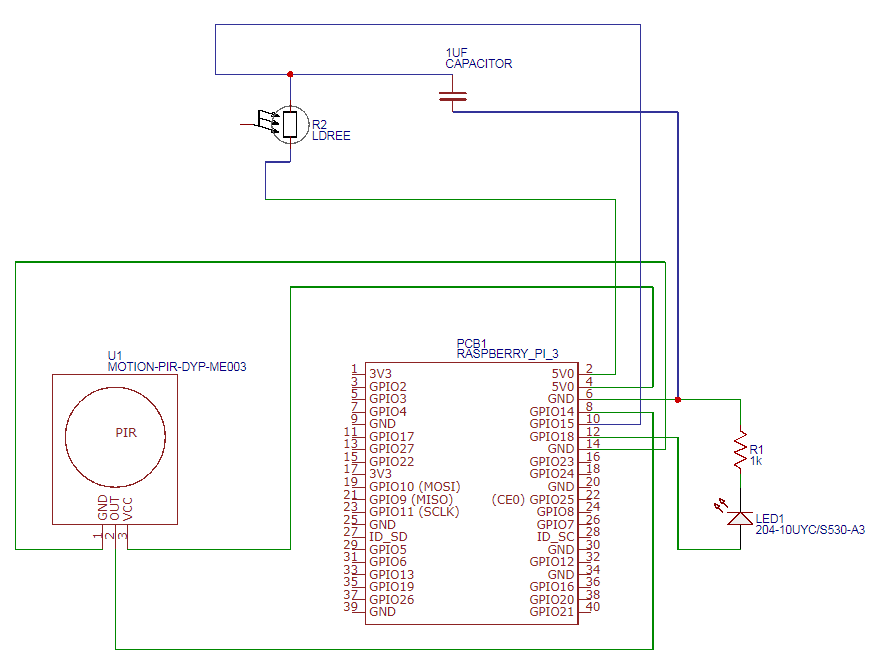 1UF
CAPACITOR
R2
LDREE
U1
MOTION-PIR-DYP-ME003
PIR
GND
OUT
VCC
1
2
3
PCB1
RASPBERRY_PI_3
1 3V3 5V0 2
3 GPIO2 5V0 4
5 GPIO3 GND 6
7 GPIO4 GPIO14 8
9 GND GPIO15 10
11 GPIO17 GPIO18 12
13 GPIO27 GND 14
15 GPIO22 GPIO23 16
17 3V3 GPIO24 18
19 GPIO10 (MOSI) GND 20
21 GPIO9 (MISO) (CE0) GPIO25 22
23 GPIO11 (SCLK) GPIO8 24
25 GND GPIO7 26
27 ID_SD ID_SC 28
29 GPIO5 GND 30
31 GPIO6 GPIO12 32
33 GPIO13 GND 34
35 GPIO19 GPIO16 36
37 GPIO26 GPIO20 38
39 GND GPIO21 40
R1
1k
LED1
204-10UYC/S530-A3